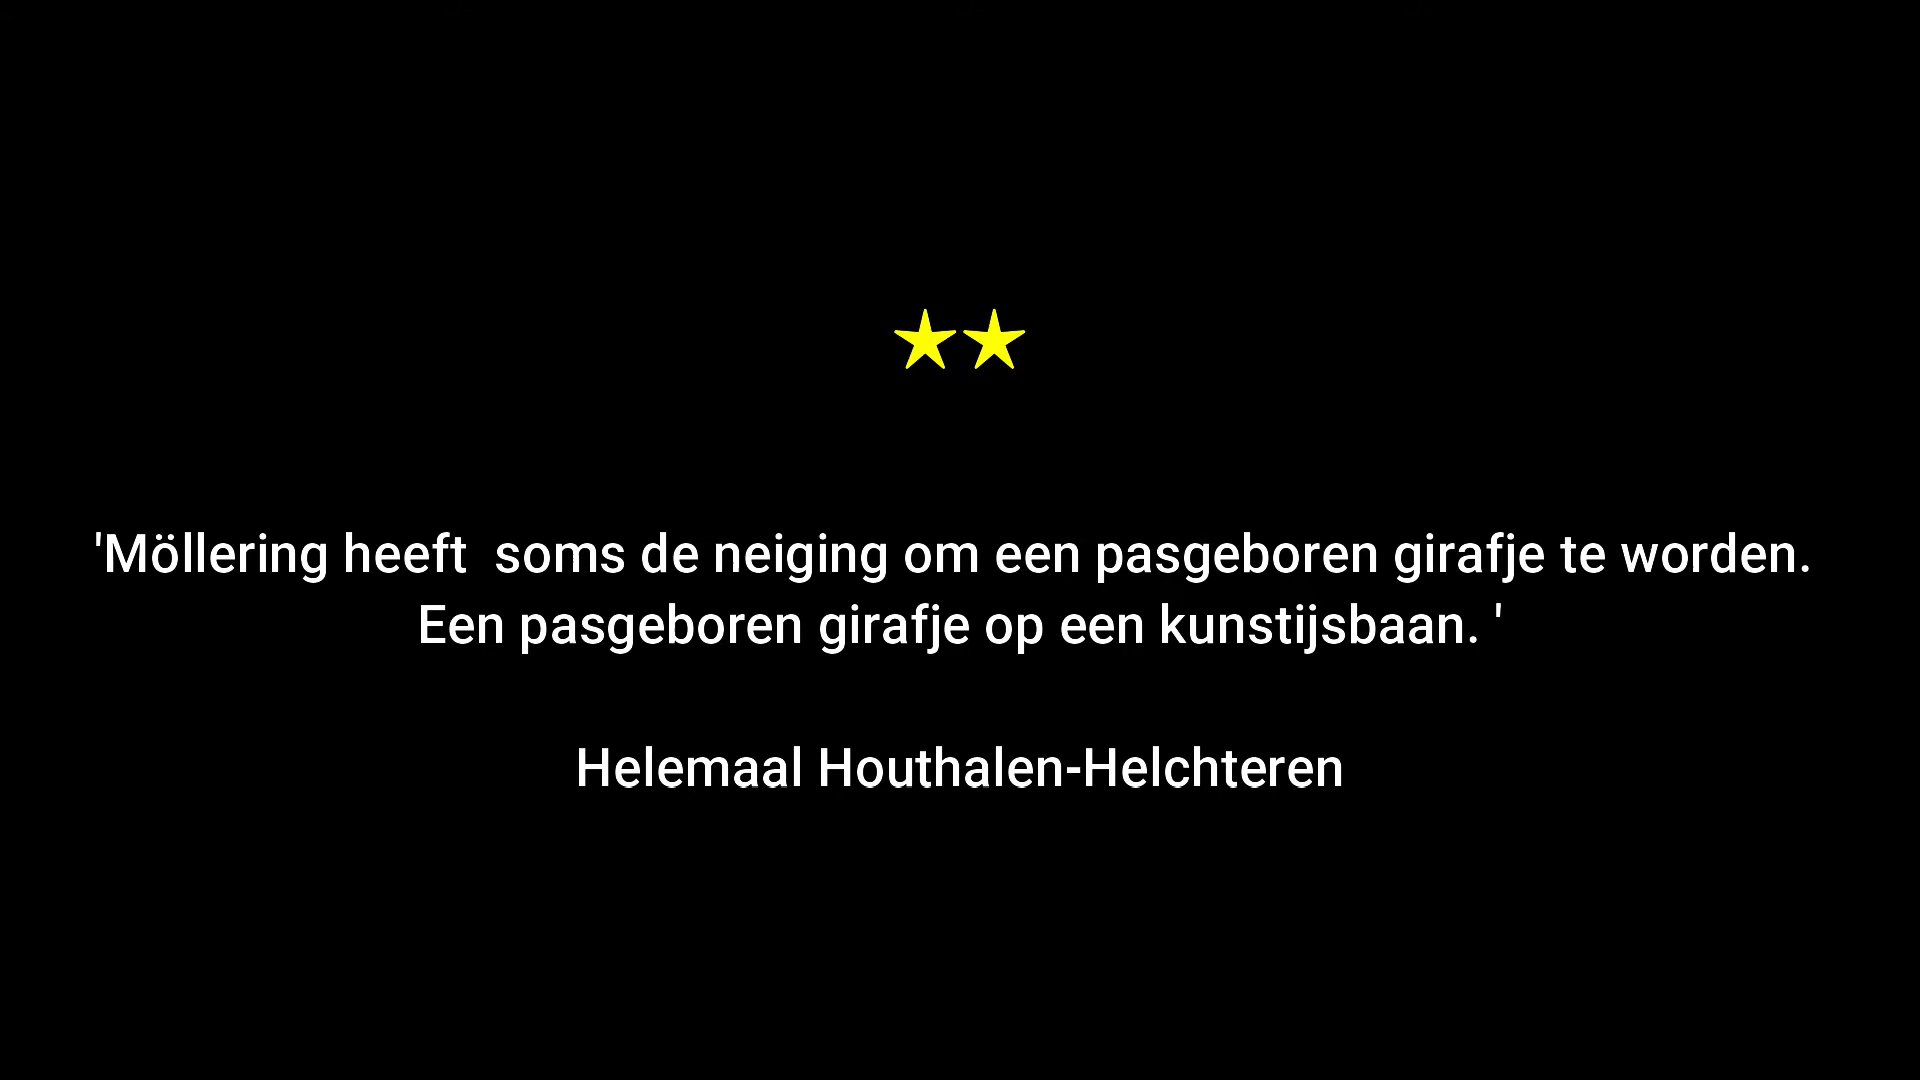 ★★
'Möllering heeft  soms de neiging om een pasgeboren girafje te worden.
Een pasgeboren girafje op een kunstijsbaan. '
Helemaal Houthalen-Helchteren